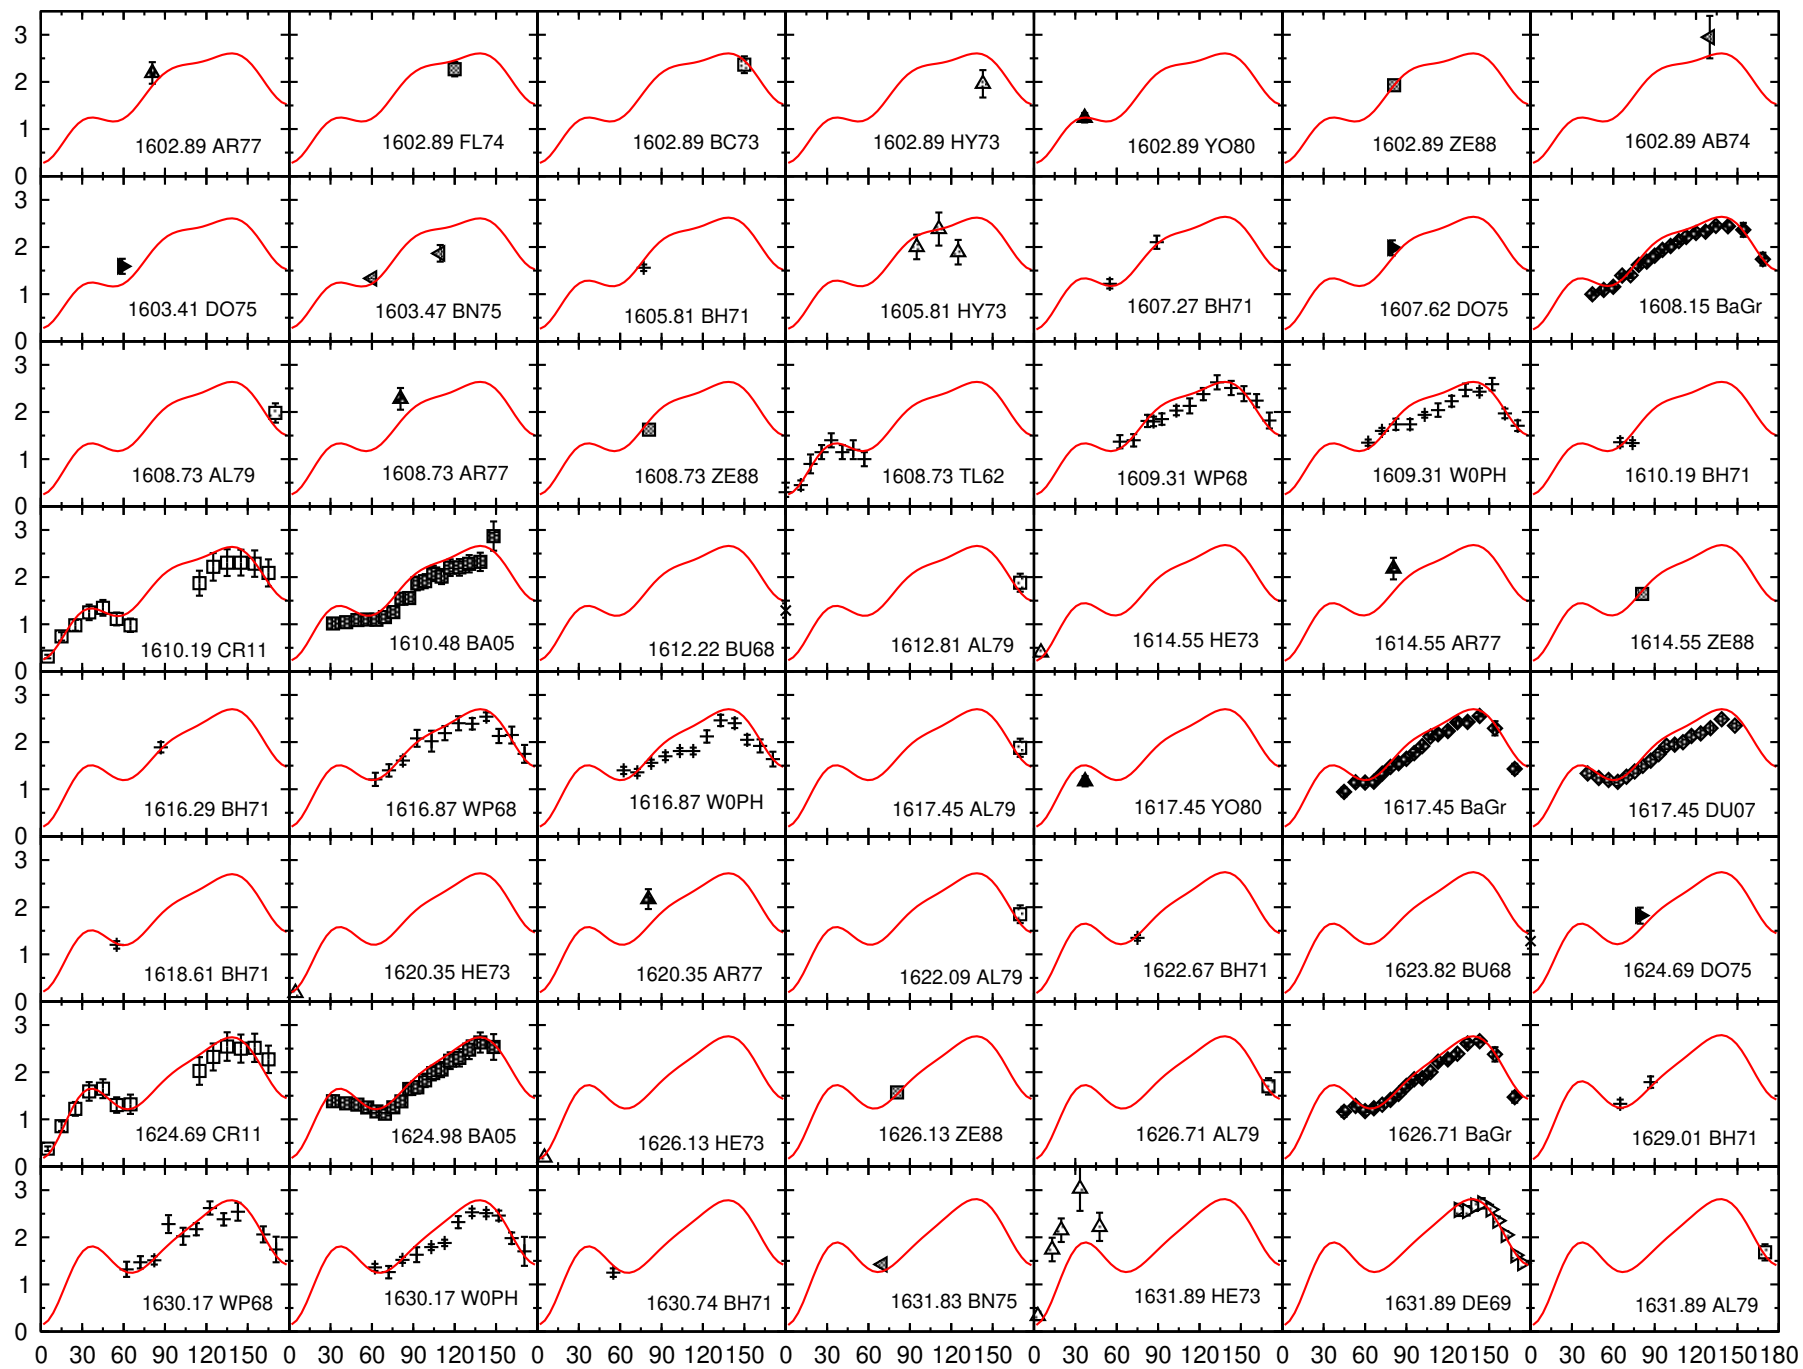 3
2
1
0
1602.89 AR77
1602.89 FL74
1602.89 BC73
1602.89 HY73
1602.89 YO80
1602.89 ZE88
1602.89 AB74
3
2
1
0
1603.41 DO75
1603.47 BN75
1605.81 BH71
1605.81 HY73
1607.27 BH71
1607.62 DO75
1608.15 BaGr
3
2
1
0
1608.73 AL79
1608.73 AR77
1608.73 ZE88
1608.73 TL62
1609.31 WP68
1609.31 W0PH
1610.19 BH71
3
2
1
0
1610.19 CR11
1610.48 BA05
1612.22 BU68
1612.81 AL79
1614.55 HE73
1614.55 AR77
1614.55 ZE88
3
2
1
0
1616.29 BH71
1616.87 WP68
1616.87 W0PH
1617.45 AL79
1617.45 YO80
1617.45 BaGr
1617.45 DU07
3
2
1
0
1618.61 BH71
1620.35 HE73
1620.35 AR77
1622.09 AL79
1622.67 BH71
1623.82 BU68
1624.69 DO75
3
2
1
0
1624.69 CR11
1624.98 BA05
1626.13 HE73
1626.13 ZE88
1626.71 AL79
1626.71 BaGr
1629.01 BH71
3
2
1
0
1630.17 WP68
1630.17 W0PH
1630.74 BH71
1631.83 BN75
1631.89 HE73
1631.89 DE69
1631.89 AL79
0 30 60 90 120 150 0 30 60 90 120 150 0 30 60 90 120 150 0 30 60 90 120 150 0 30 60 90 120 150 0 30 60 90 120 150 0 30 60 90 120 150 180